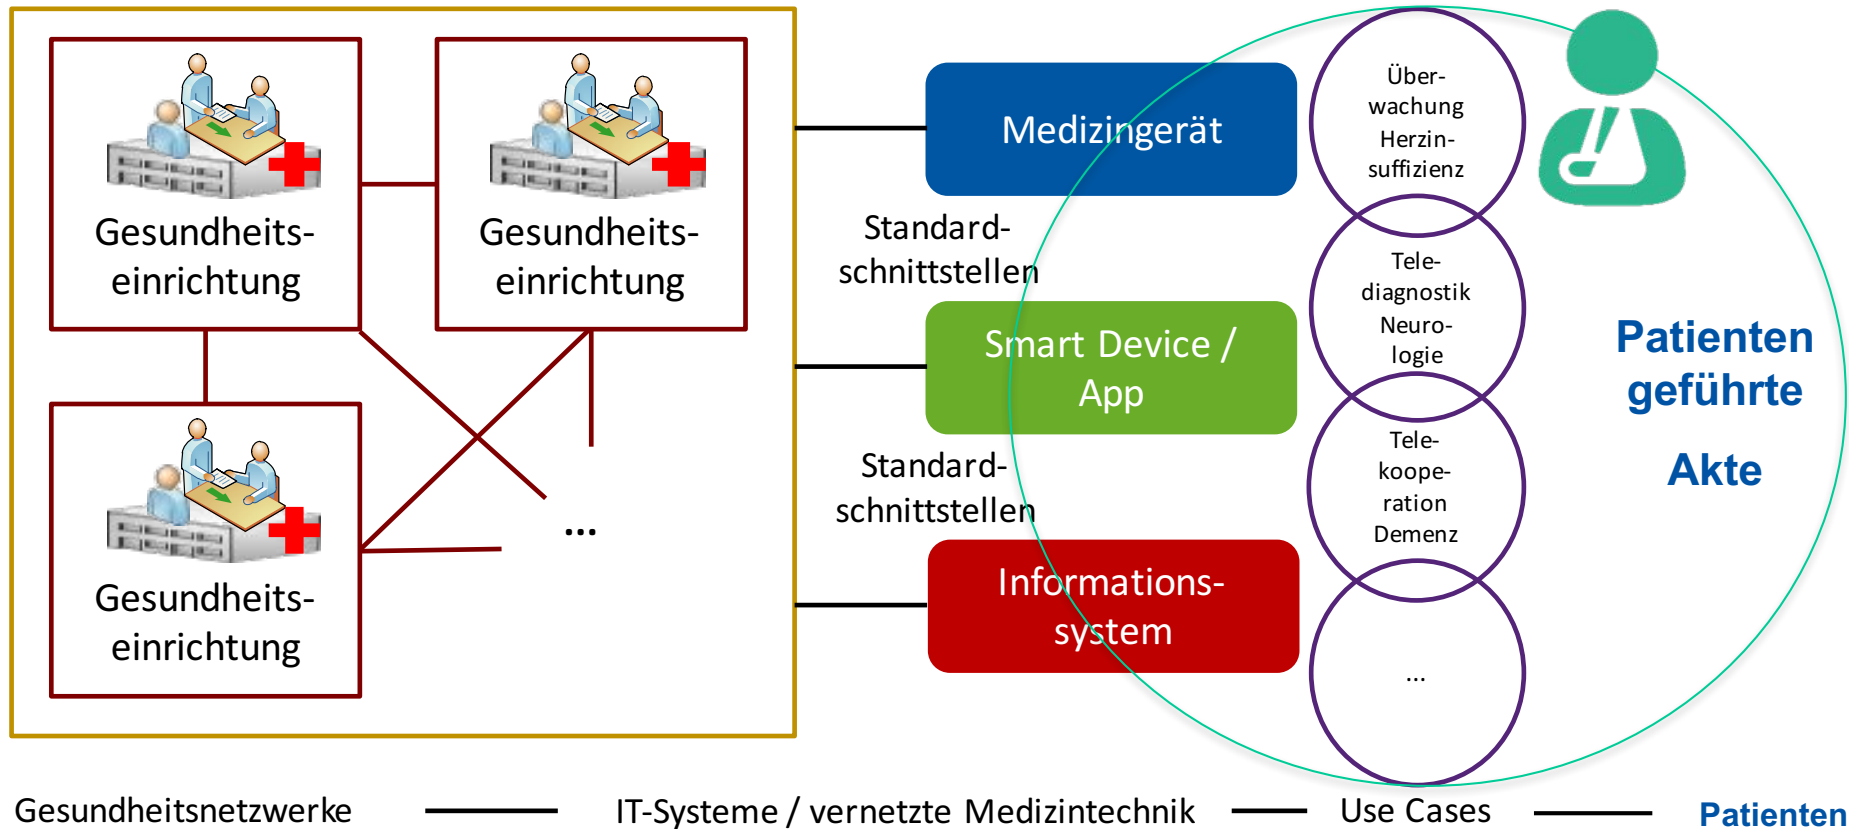 Gesundheits-
einrichtung
Gesundheits-
einrichtung
Gesundheits-
einrichtung
...
Medizingerät
Standard-
schnittstellen
Smart Device /
App
Standard-
schnittstellen
Informations-
system
Über-
wachung
Herzin-
suffizienz
Tele-
diagnostik
Neuro-
logie
Tele-
koope-
ration
Demenz
...
Patienten
geführte
Akte
Gesundheitsnetzwerke
IT-Systeme / vernetzte Medizintechnik
Use Cases
Patienten